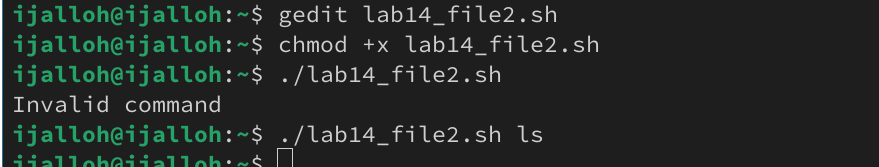 ijalloh@ijalloh:~$ gedit lab14_file2.sh
ijalloh@ijalloh:~$ chmod +x lab14_file2.sh
ijalloh@ijalloh:~$ ./lab14_file2.sh
Invalid command
ijalloh@ijalloh:~$ ./lab14_file2.sh ls
ijalloh@ijalloh:~$